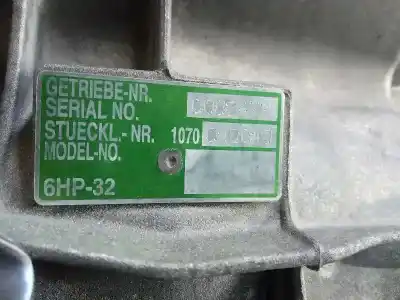 GETRIEBE-NR.
SERIAL NO.
STUECKL.-NR. 1070
MODEL-NO.
6HP-32